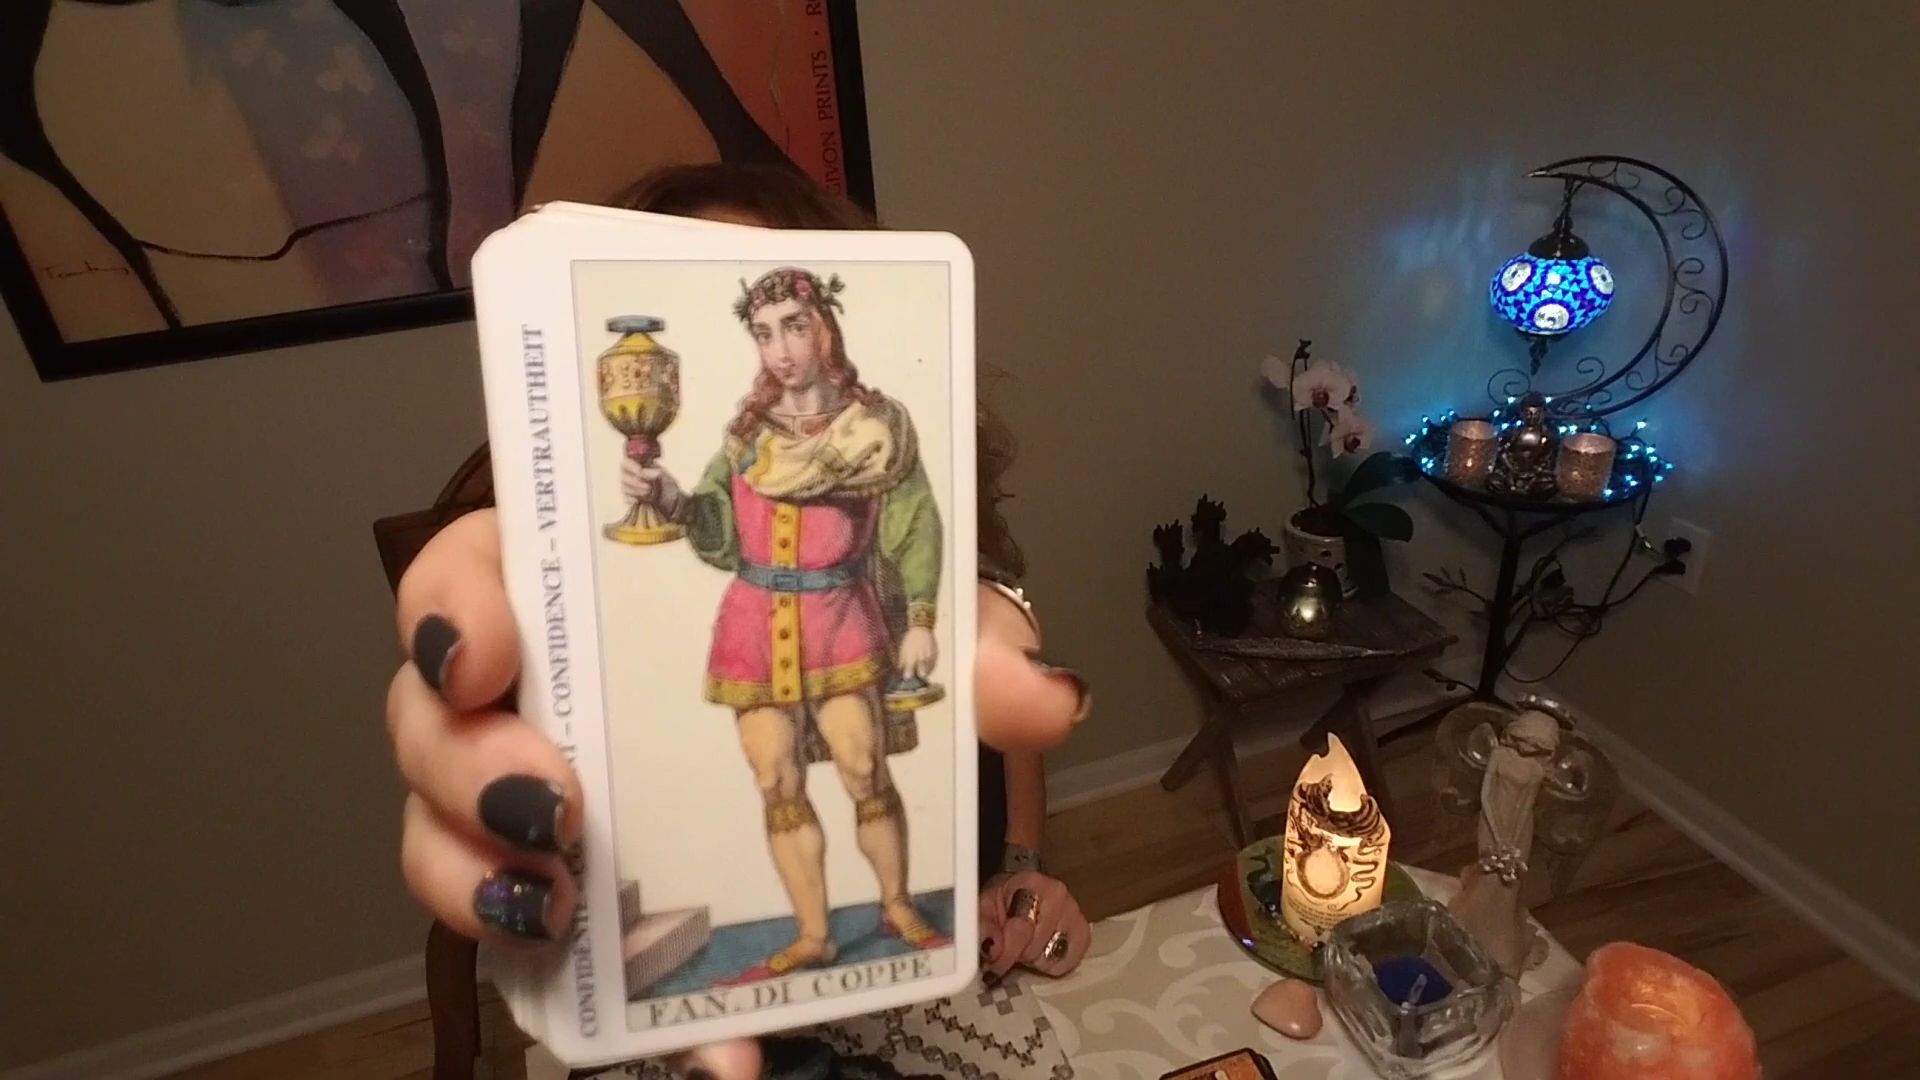 GIVON PRINTS · R
CONFIDENCE – VERTRAUTHEIT
FAN. DI COPPE